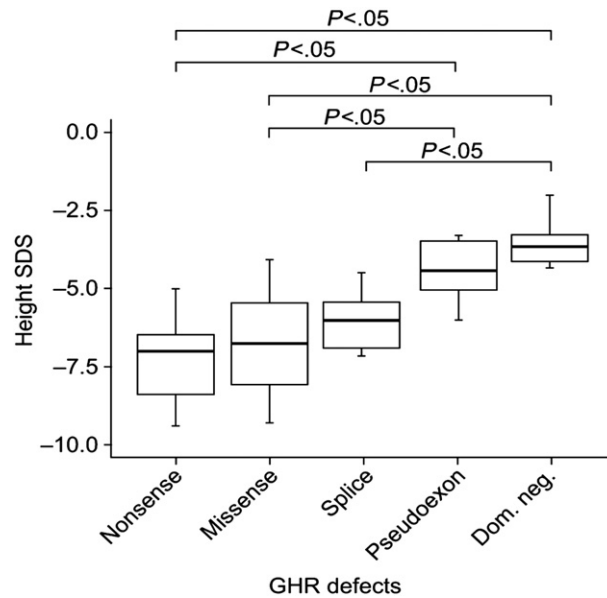 P<.05
P<.05
P<.05
P<.05
P<.05
0.0
–2.5
–5.0
–7.5
–10.0
Height SDS
Nonsense
Missense
Splice
Pseudoexon
Dom. neg.
GHR defects